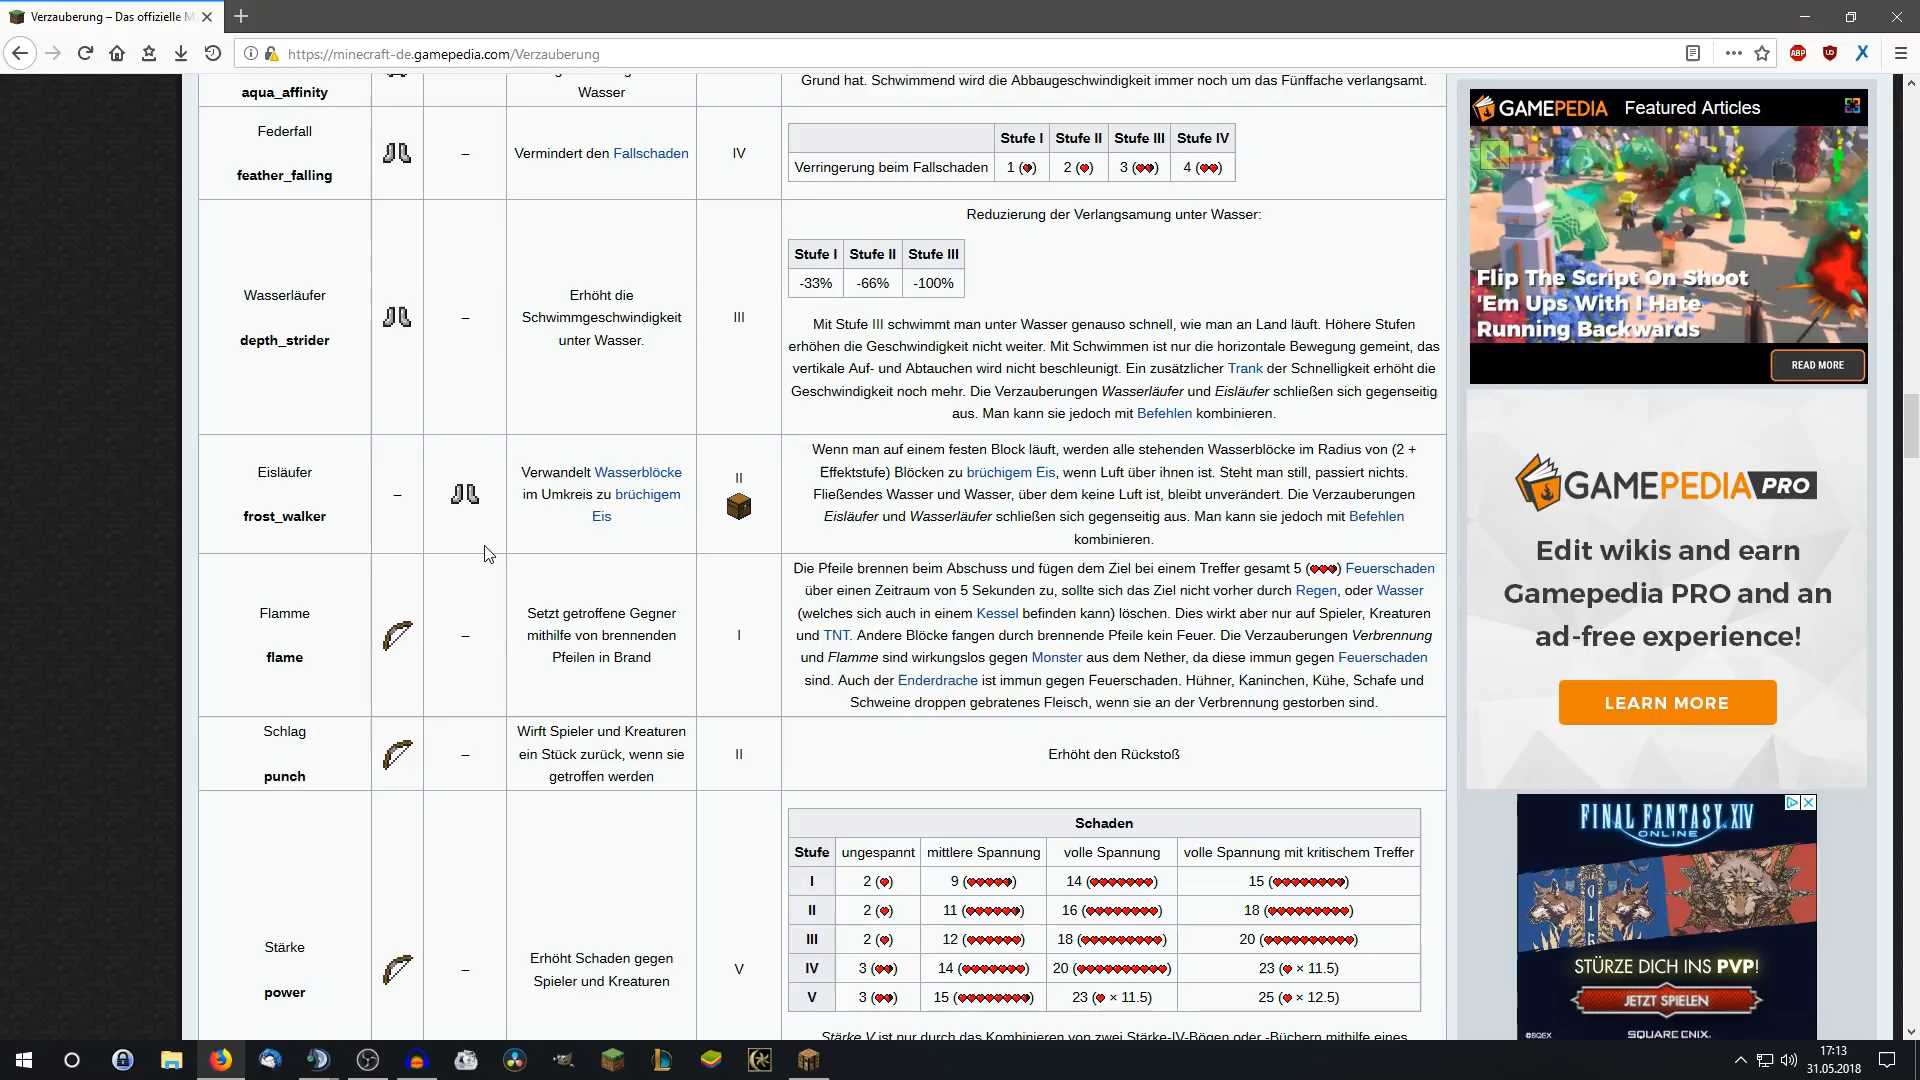 Verzauberung – Das offizielle M
https://minecraft-de.gamepedia.com/Verzauberung
ABP
aqua_affinity
Wasser
Grund hat. Schwimmend wird die Abbaugeschwindigkeit immer noch um das Fünffache verlangsamt.
Federfall
feather_falling
–
Vermindert den Fallschaden
IV
Stufe I Stufe II Stufe III Stufe IV
Verringerung beim Fallschaden 1 () 2 () 3 () 4 ()
Wasserläufer
depth_strider
–
Erhöht die
Schwimmgeschwindigkeit
unter Wasser.
III
Reduzierung der Verlangsamung unter Wasser:
Stufe I Stufe II Stufe III
-33% -66% -100%
Mit Stufe III schwimmt man unter Wasser genauso schnell, wie man an Land läuft. Höhere Stufen
erhöhen die Geschwindigkeit nicht weiter. Mit Schwimmen ist nur die horizontale Bewegung gemeint, das
vertikale Auf- und Abtauchen wird nicht beschleunigt. Ein zusätzlicher Trank der Schnelligkeit erhöht die
Geschwindigkeit noch mehr. Die Verzauberungen Wasserläufer und Eisläufer schließen sich gegenseitig
aus. Man kann sie jedoch mit Befehlen kombinieren.
Eisläufer
frost_walker
–
Verwandelt Wasserblöcke
im Umkreis zu brüchigem
Eis
II
Wenn man auf einem festen Block läuft, werden alle stehenden Wasserblöcke im Radius von (2 +
Effektstufe) Blöcken zu brüchigem Eis, wenn Luft über ihnen ist. Steht man still, passiert nichts.
Fließendes Wasser und Wasser, über dem keine Luft ist, bleibt unverändert. Die Verzauberungen
Eisläufer und Wasserläufer schließen sich gegenseitig aus. Man kann sie jedoch mit Befehlen
kombinieren.
Flamme
flame
–
Setzt getroffene Gegner
mithilfe von brennenden
Pfeilen in Brand
I
Die Pfeile brennen beim Abschuss und fügen dem Ziel bei einem Treffer gesamt 5 () Feuerschaden
über einen Zeitraum von 5 Sekunden zu, sollte sich das Ziel nicht vorher durch Regen, oder Wasser
(welches sich auch in einem Kessel befinden kann) löschen. Dies wirkt aber nur auf Spieler, Kreaturen
und TNT. Andere Blöcke fangen durch brennende Pfeile kein Feuer. Die Verzauberungen Verbrennung
und Flamme sind wirkungslos gegen Monster aus dem Nether, da diese immun gegen Feuerschaden
sind. Auch der Enderdrache ist immun gegen Feuerschaden. Hühner, Kaninchen, Kühe, Schafe und
Schweine droppen gebratenes Fleisch, wenn sie an der Verbrennung gestorben sind.
Schlag
punch
–
Wirft Spieler und Kreaturen
ein Stück zurück, wenn sie
getroffen werden
II
Erhöht den Rückstoß
Stärke
power
–
Erhöht Schaden gegen
Spieler und Kreaturen
V
Schaden
Stufe ungespannt mittlere Spannung volle Spannung volle Spannung mit kritischem Treffer
I 2 () 9 () 14 () 15 ()
II 2 () 11 () 16 () 18 ()
III 2 () 12 () 18 () 20 ()
IV 3 () 14 () 20 () 23 ( × 11.5)
V 3 () 15 () 23 ( × 11.5) 25 ( × 12.5)
Stärke V ist nur durch das Kombinieren von zwei Stärke-IV-Bögen oder -Büchern mithilfe eines
GAMEPEDIA Featured Articles
Flip The Script On Shoot
'Em Ups With I Hate
Running Backwards
READ MORE
GAMEPEDIA PRO
Edit wikis and earn
Gamepedia PRO and an
ad-free experience!
LEARN MORE
FINAL FANTASY XIV
ONLINE
STÜRZE DICH INS PVP!
JETZT SPIELEN
©SQEX
SQUARE ENIX.
17:13
31.05.2018